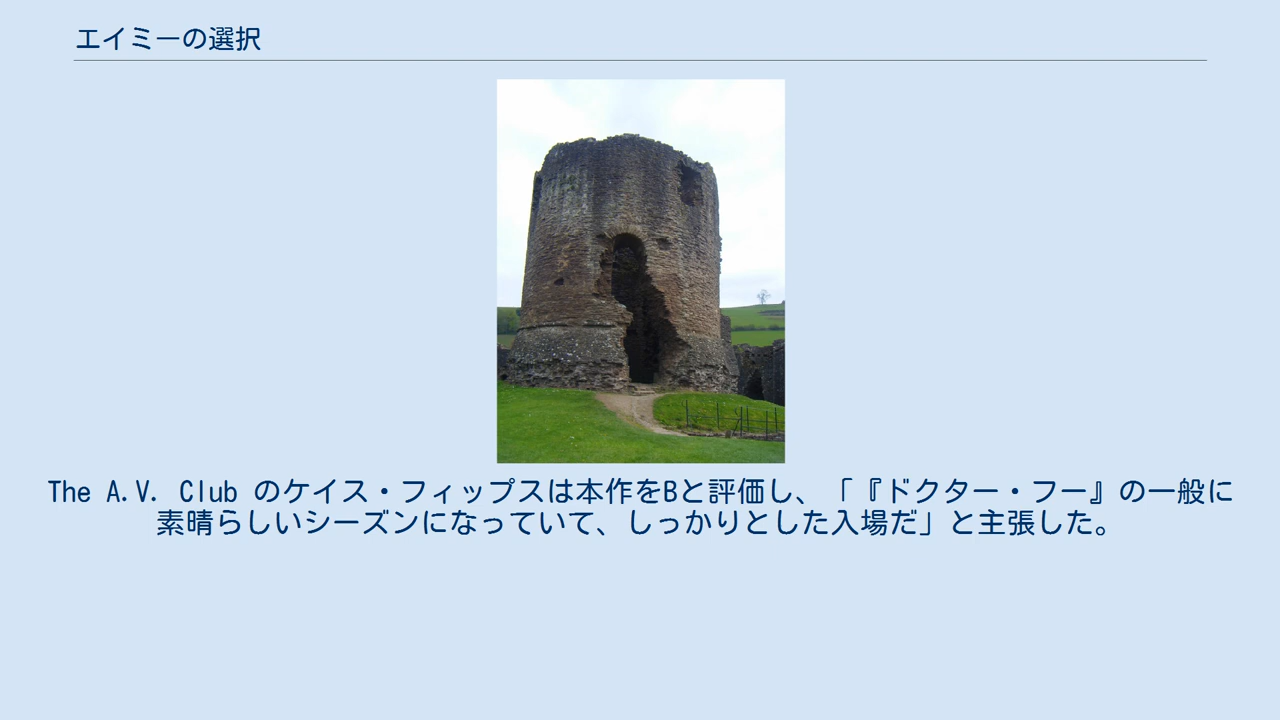 エイミーの選択
The A.V. Club のケイス・フィップスは本作をBと評価し、「『ドクター・フー』の一般に
素晴らしいシーズンになっていて、しっかりとした入場だ」と主張した。